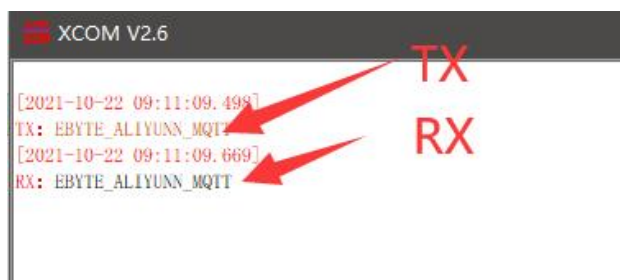 XCOM V2.6
TX
[2021-10-22 09:11:09.498]
TX: EBYTE_ALIYUNN_MQTT
RX
[2021-10-22 09:11:09.669]
RX: EBYTE_ALIYUNN_MQTT